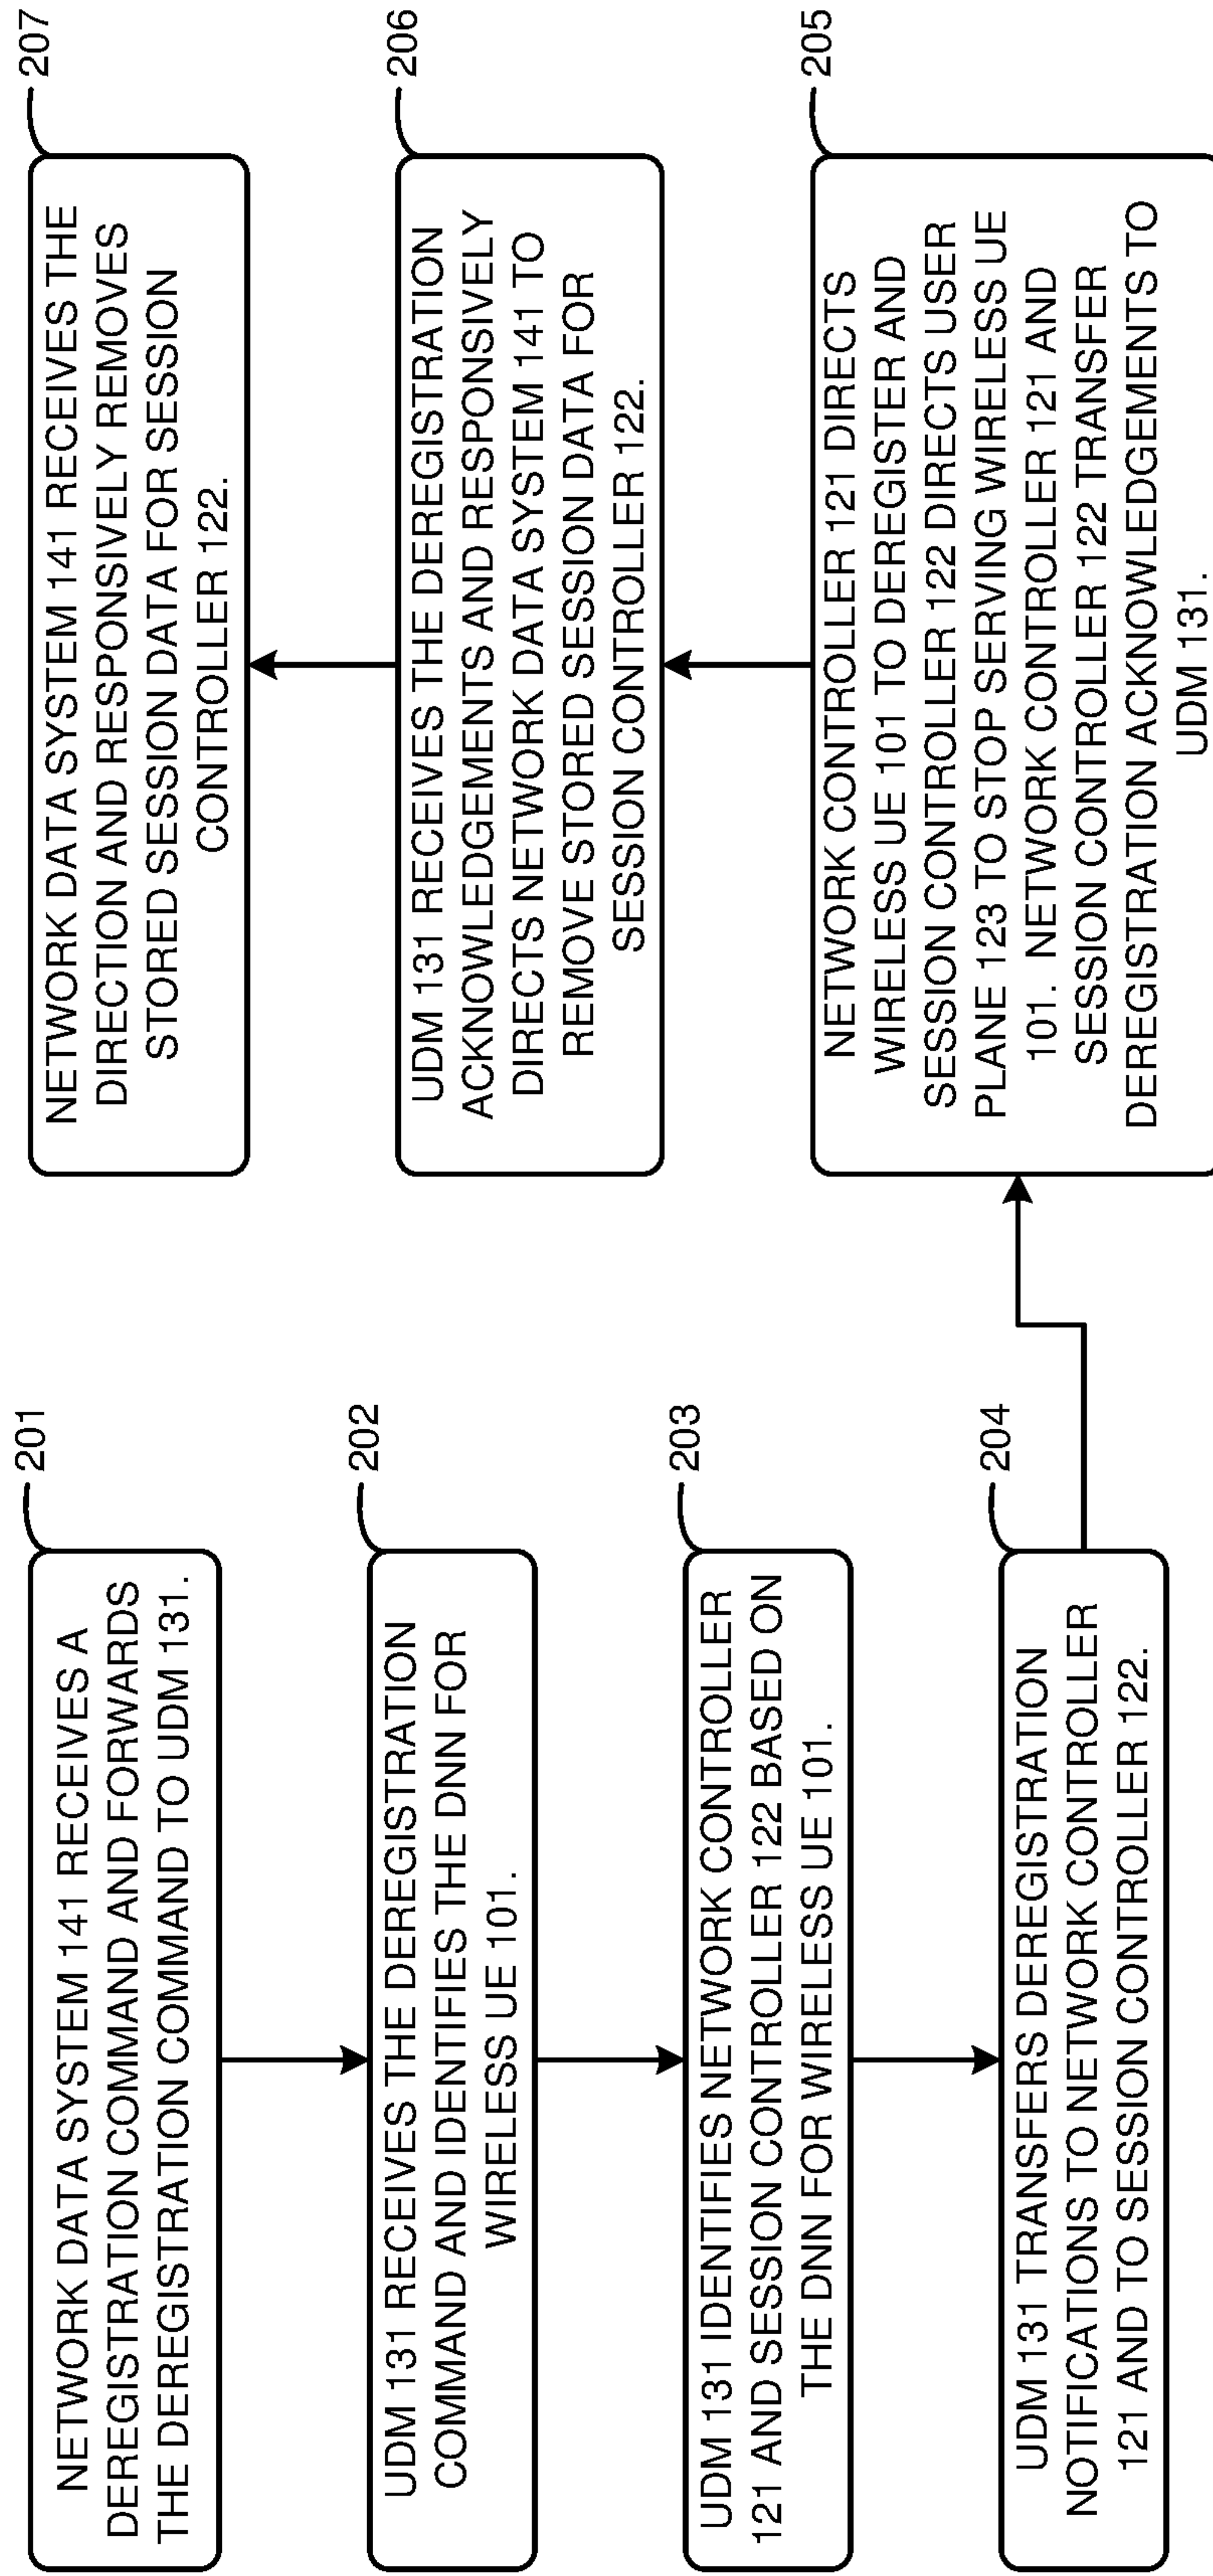 NETWORK DATA SYSTEM 141 RECEIVES A
DEREGISTRATION COMMAND AND FORWARDS
THE DEREGISTRATION COMMAND TO UDM 131.
201
UDM 131 RECEIVES THE DEREGISTRATION
COMMAND AND IDENTIFIES THE DNN FOR
WIRELESS UE 101.
202
UDM 131 IDENTIFIES NETWORK CONTROLLER
121 AND SESSION CONTROLLER 122 BASED ON
THE DNN FOR WIRELESS UE 101.
203
UDM 131 TRANSFERS DEREGISTRATION
NOTIFICATIONS TO NETWORK CONTROLLER
121 AND TO SESSION CONTROLLER 122.
204
NETWORK CONTROLLER 121 DIRECTS
WIRELESS UE 101 TO DEREGISTER AND
SESSION CONTROLLER 122 DIRECTS USER
PLANE 123 TO STOP SERVING WIRELESS UE
101. NETWORK CONTROLLER 121 AND
SESSION CONTROLLER 122 TRANSFER
DEREGISTRATION ACKNOWLEDGEMENTS TO
UDM 131.
205
UDM 131 RECEIVES THE DEREGISTRATION
ACKNOWLEDGEMENTS AND RESPONSIVELY
DIRECTS NETWORK DATA SYSTEM 141 TO
REMOVE STORED SESSION DATA FOR
SESSION CONTROLLER 122.
206
NETWORK DATA SYSTEM 141 RECEIVES THE
DIRECTION AND RESPONSIVELY REMOVES
STORED SESSION DATA FOR SESSION
CONTROLLER 122.
207